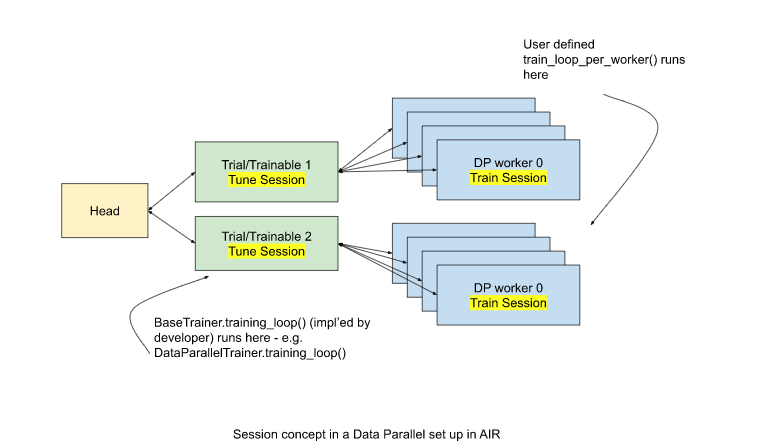 User defined
train_loop_per_worker() runs
here
Trial/Trainable 1
Tune Session
DP worker 0
Train Session
Head
Trial/Trainable 2
Tune Session
DP worker 0
Train Session
BaseTrainer.training_loop() (impl'ed by
developer) runs here - e.g.
DataParallelTrainer.training_loop()
Session concept in a Data Parallel set up in AIR